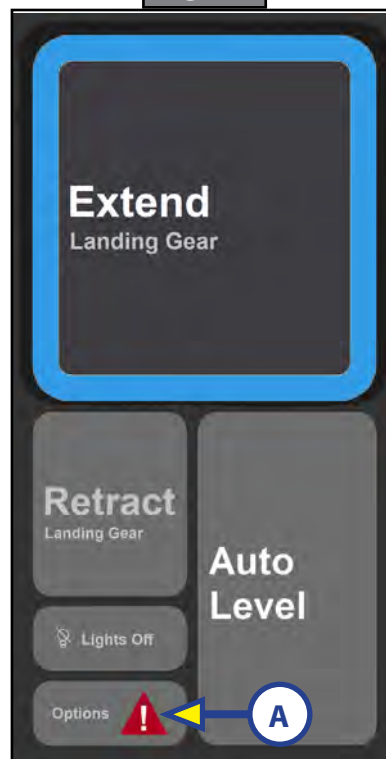 Extend
Landing Gear
Retract
Landing Gear
Auto
Level
Lights Off
Options
!
A